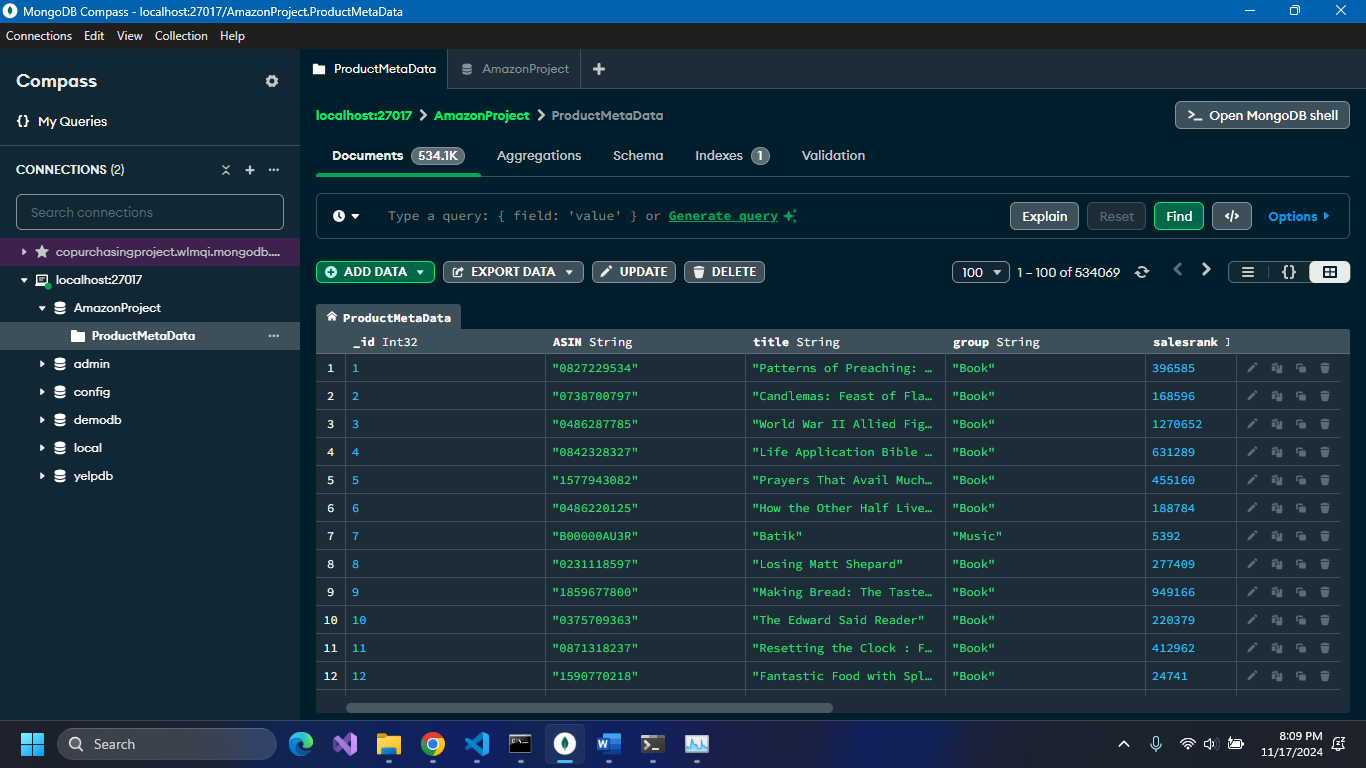 MongoDB Compass - localhost:27017/AmazonProject.ProductMetaData
Connections Edit View Collection Help
Compass
{} My Queries
CONNECTIONS (2)
Search connections
copurchasingproject.wlmqi.mongodb....
localhost:27017
AmazonProject
ProductMetaData
admin
config
demodb
local
yelpdb
ProductMetaData AmazonProject
localhost:27017 > AmazonProject > ProductMetaData
>_ Open MongoDB shell
Documents 534.1K Aggregations Schema Indexes 1 Validation
Type a query: { field: 'value' } or Generate query
Explain Reset Find </> Options
ADD DATA EXPORT DATA UPDATE DELETE
100 1 – 100 of 534069 {}
ProductMetaData
_id Int32 ASIN String title String group String salesrank I
1 1 "0827229534" "Patterns of Preaching: … "Book" 396585
2 2 "0738700797" "Candlemas: Feast of Fla… "Book" 168596
3 3 "0486287785" "World War II Allied Fig… "Book" 1270652
4 4 "0842328327" "Life Application Bible … "Book" 631289
5 5 "1577943082" "Prayers That Avail Much… "Book" 455160
6 6 "0486220125" "How the Other Half Live… "Book" 188784
7 7 "B00000AU3R" "Batik" "Music" 5392
8 8 "0231118597" "Losing Matt Shepard" "Book" 277409
9 9 "1859677800" "Making Bread: The Taste… "Book" 949166
10 10 "0375709363" "The Edward Said Reader" "Book" 220379
11 11 "0871318237" "Resetting the Clock : F… "Book" 412962
12 12 "1590770218" "Fantastic Food with Spl… "Book" 24741
Search
8:09 PM
11/17/2024